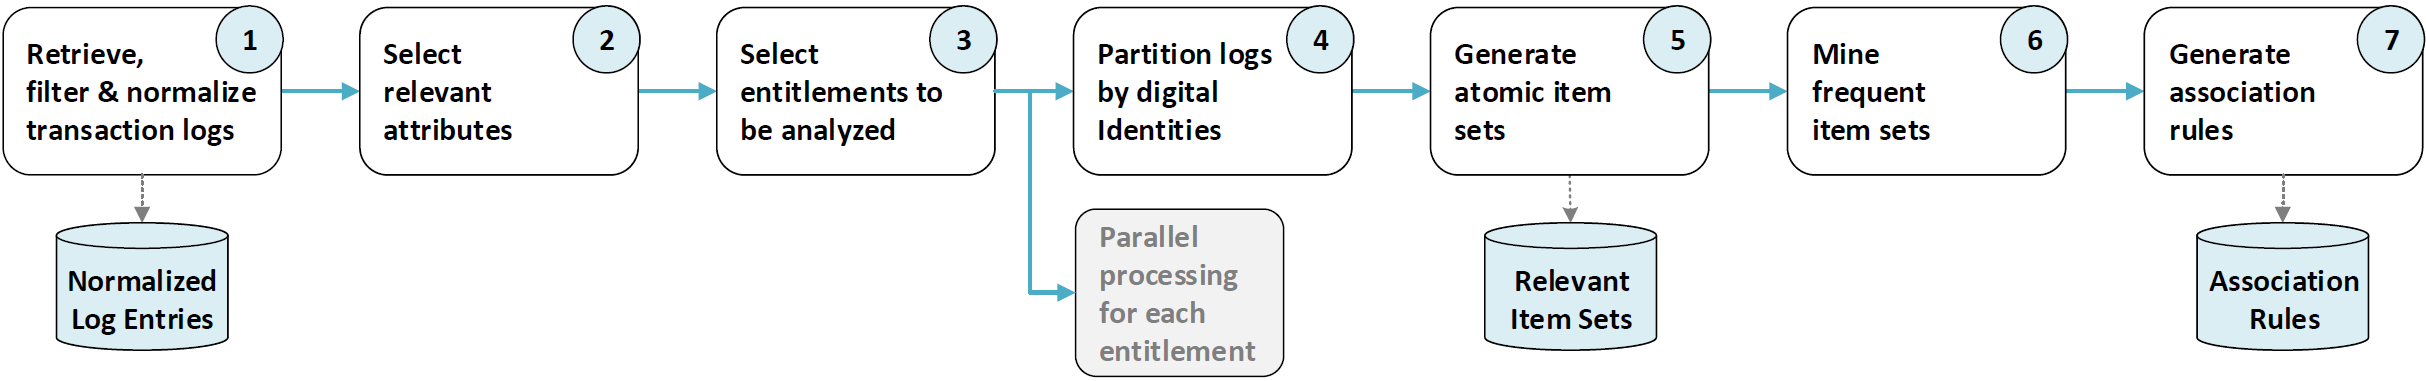 1
Retrieve,
filter & normalize
transaction logs
2
Select
relevant
attributes
3
Select
entitlements to
be analyzed
4
Partition logs
by digital
Identities
5
Generate
atomic item
sets
6
Mine
frequent
item sets
7
Generate
association
rules
Normalized
Log Entries
Parallel
processing
for each
entitlement
Relevant
Item Sets
Association
Rules